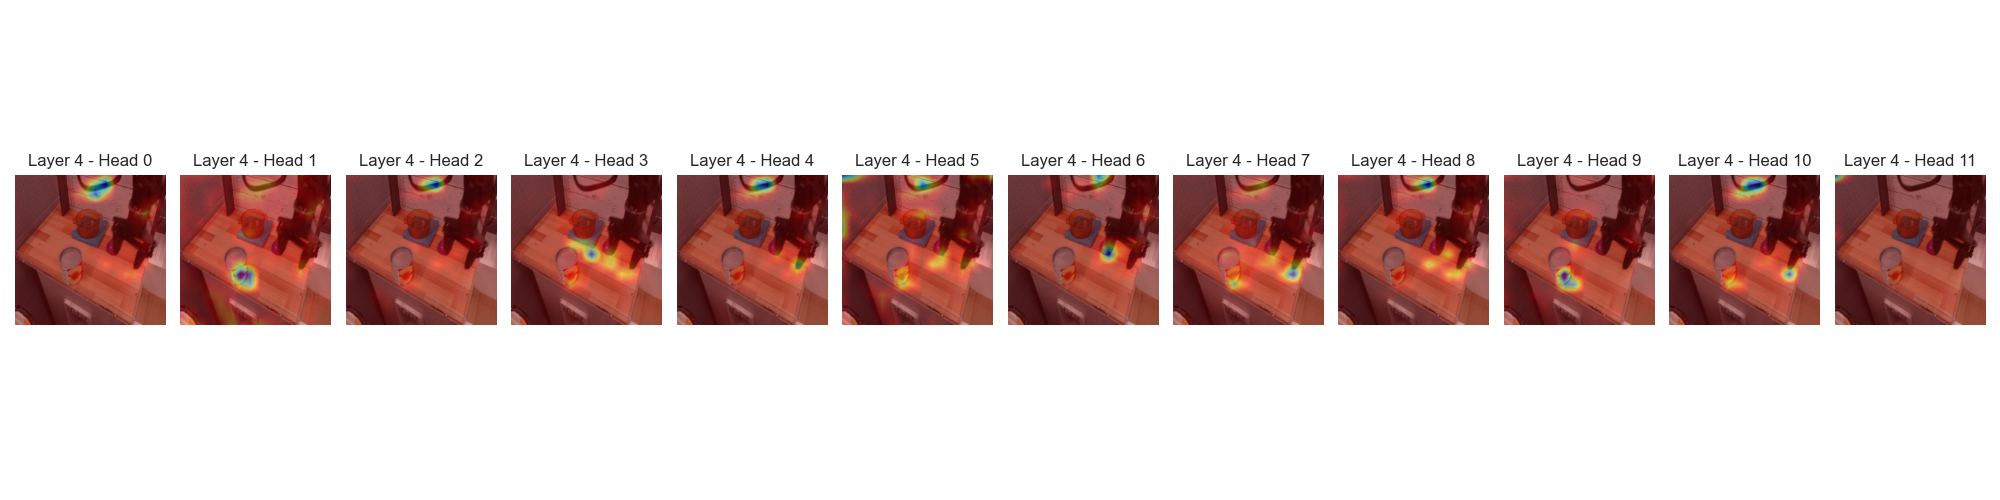 Layer 4 - Head 0
Layer 4 - Head 1
Layer 4 - Head 2
Layer 4 - Head 3
Layer 4 - Head 4
Layer 4 - Head 5
Layer 4 - Head 6
Layer 4 - Head 7
Layer 4 - Head 8
Layer 4 - Head 9
Layer 4 - Head 10
Layer 4 - Head 11